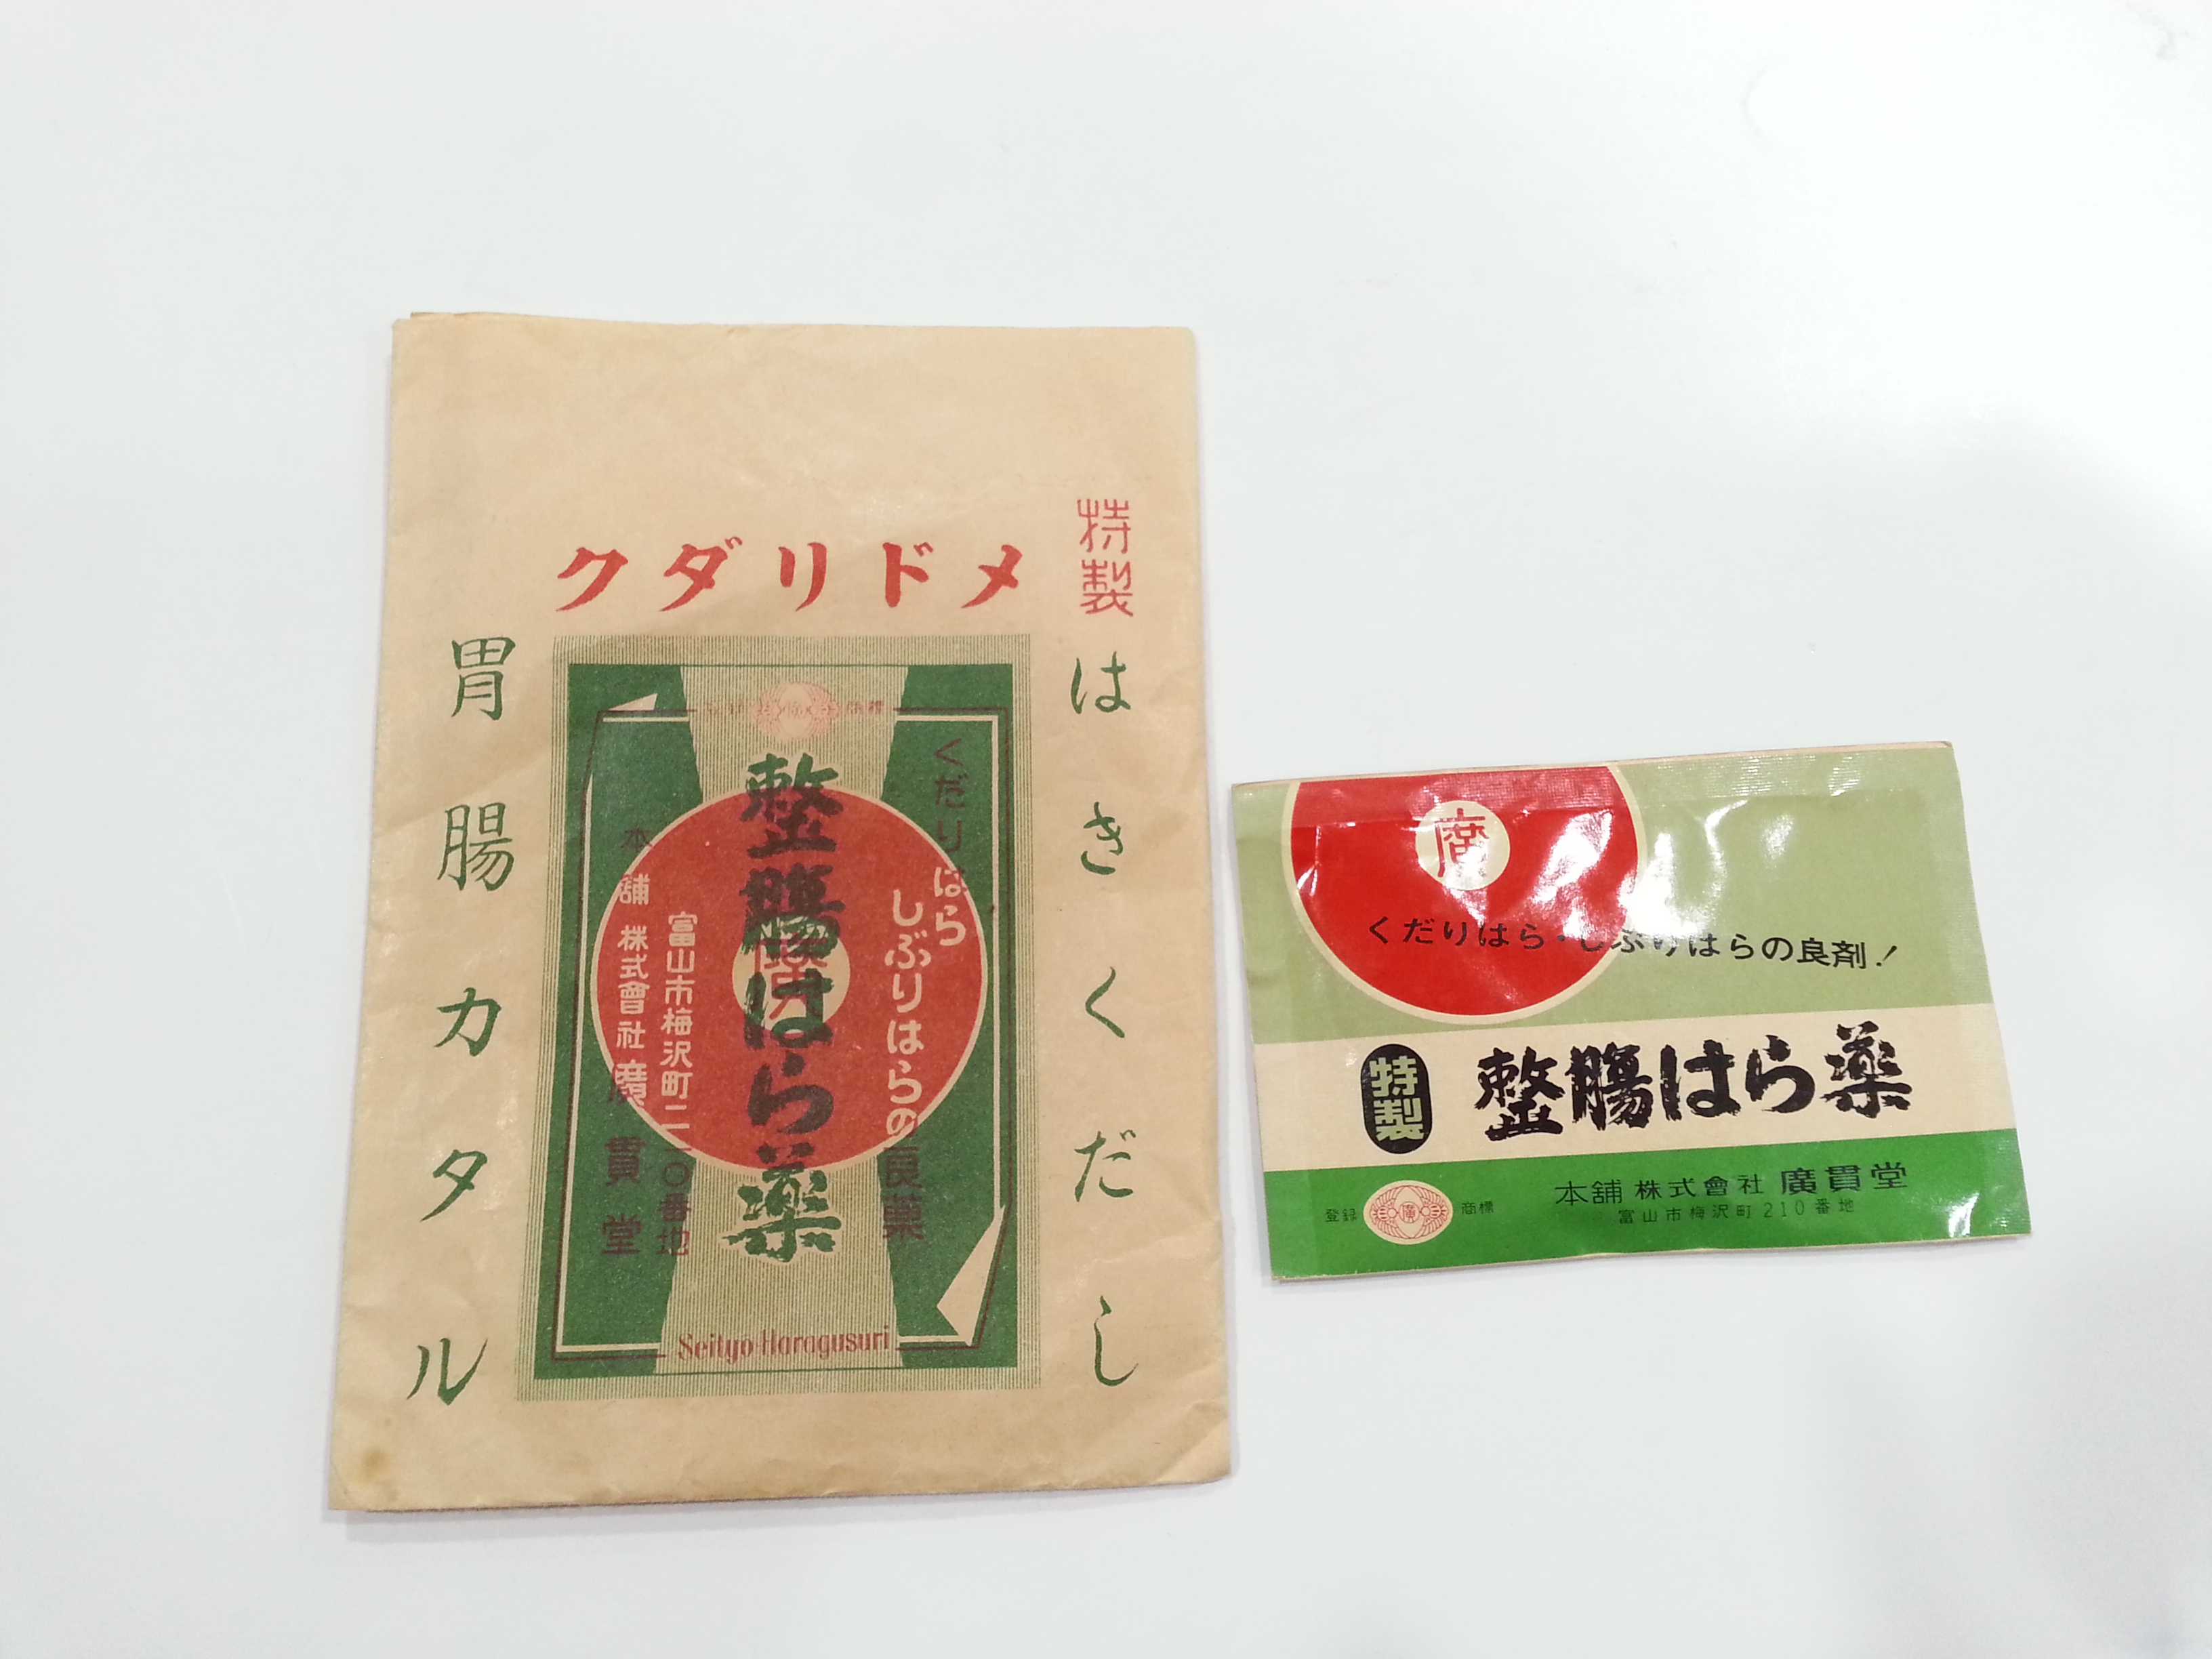 特製
クダリドメ
はきくだし
胃腸カタル
登録 廣 商標
くだりはら
しぶりはらの良薬
整腸はら薬
廣
富山市梅沢町二一〇番地
本舗 株式會社 廣貫堂
Seityo Haragusuri
廣
くだりはら・しぶりはらの良剤！
特製
整腸はら薬
登録 廣 商標
本舗 株式會社 廣貫堂
富山市梅沢町210番地